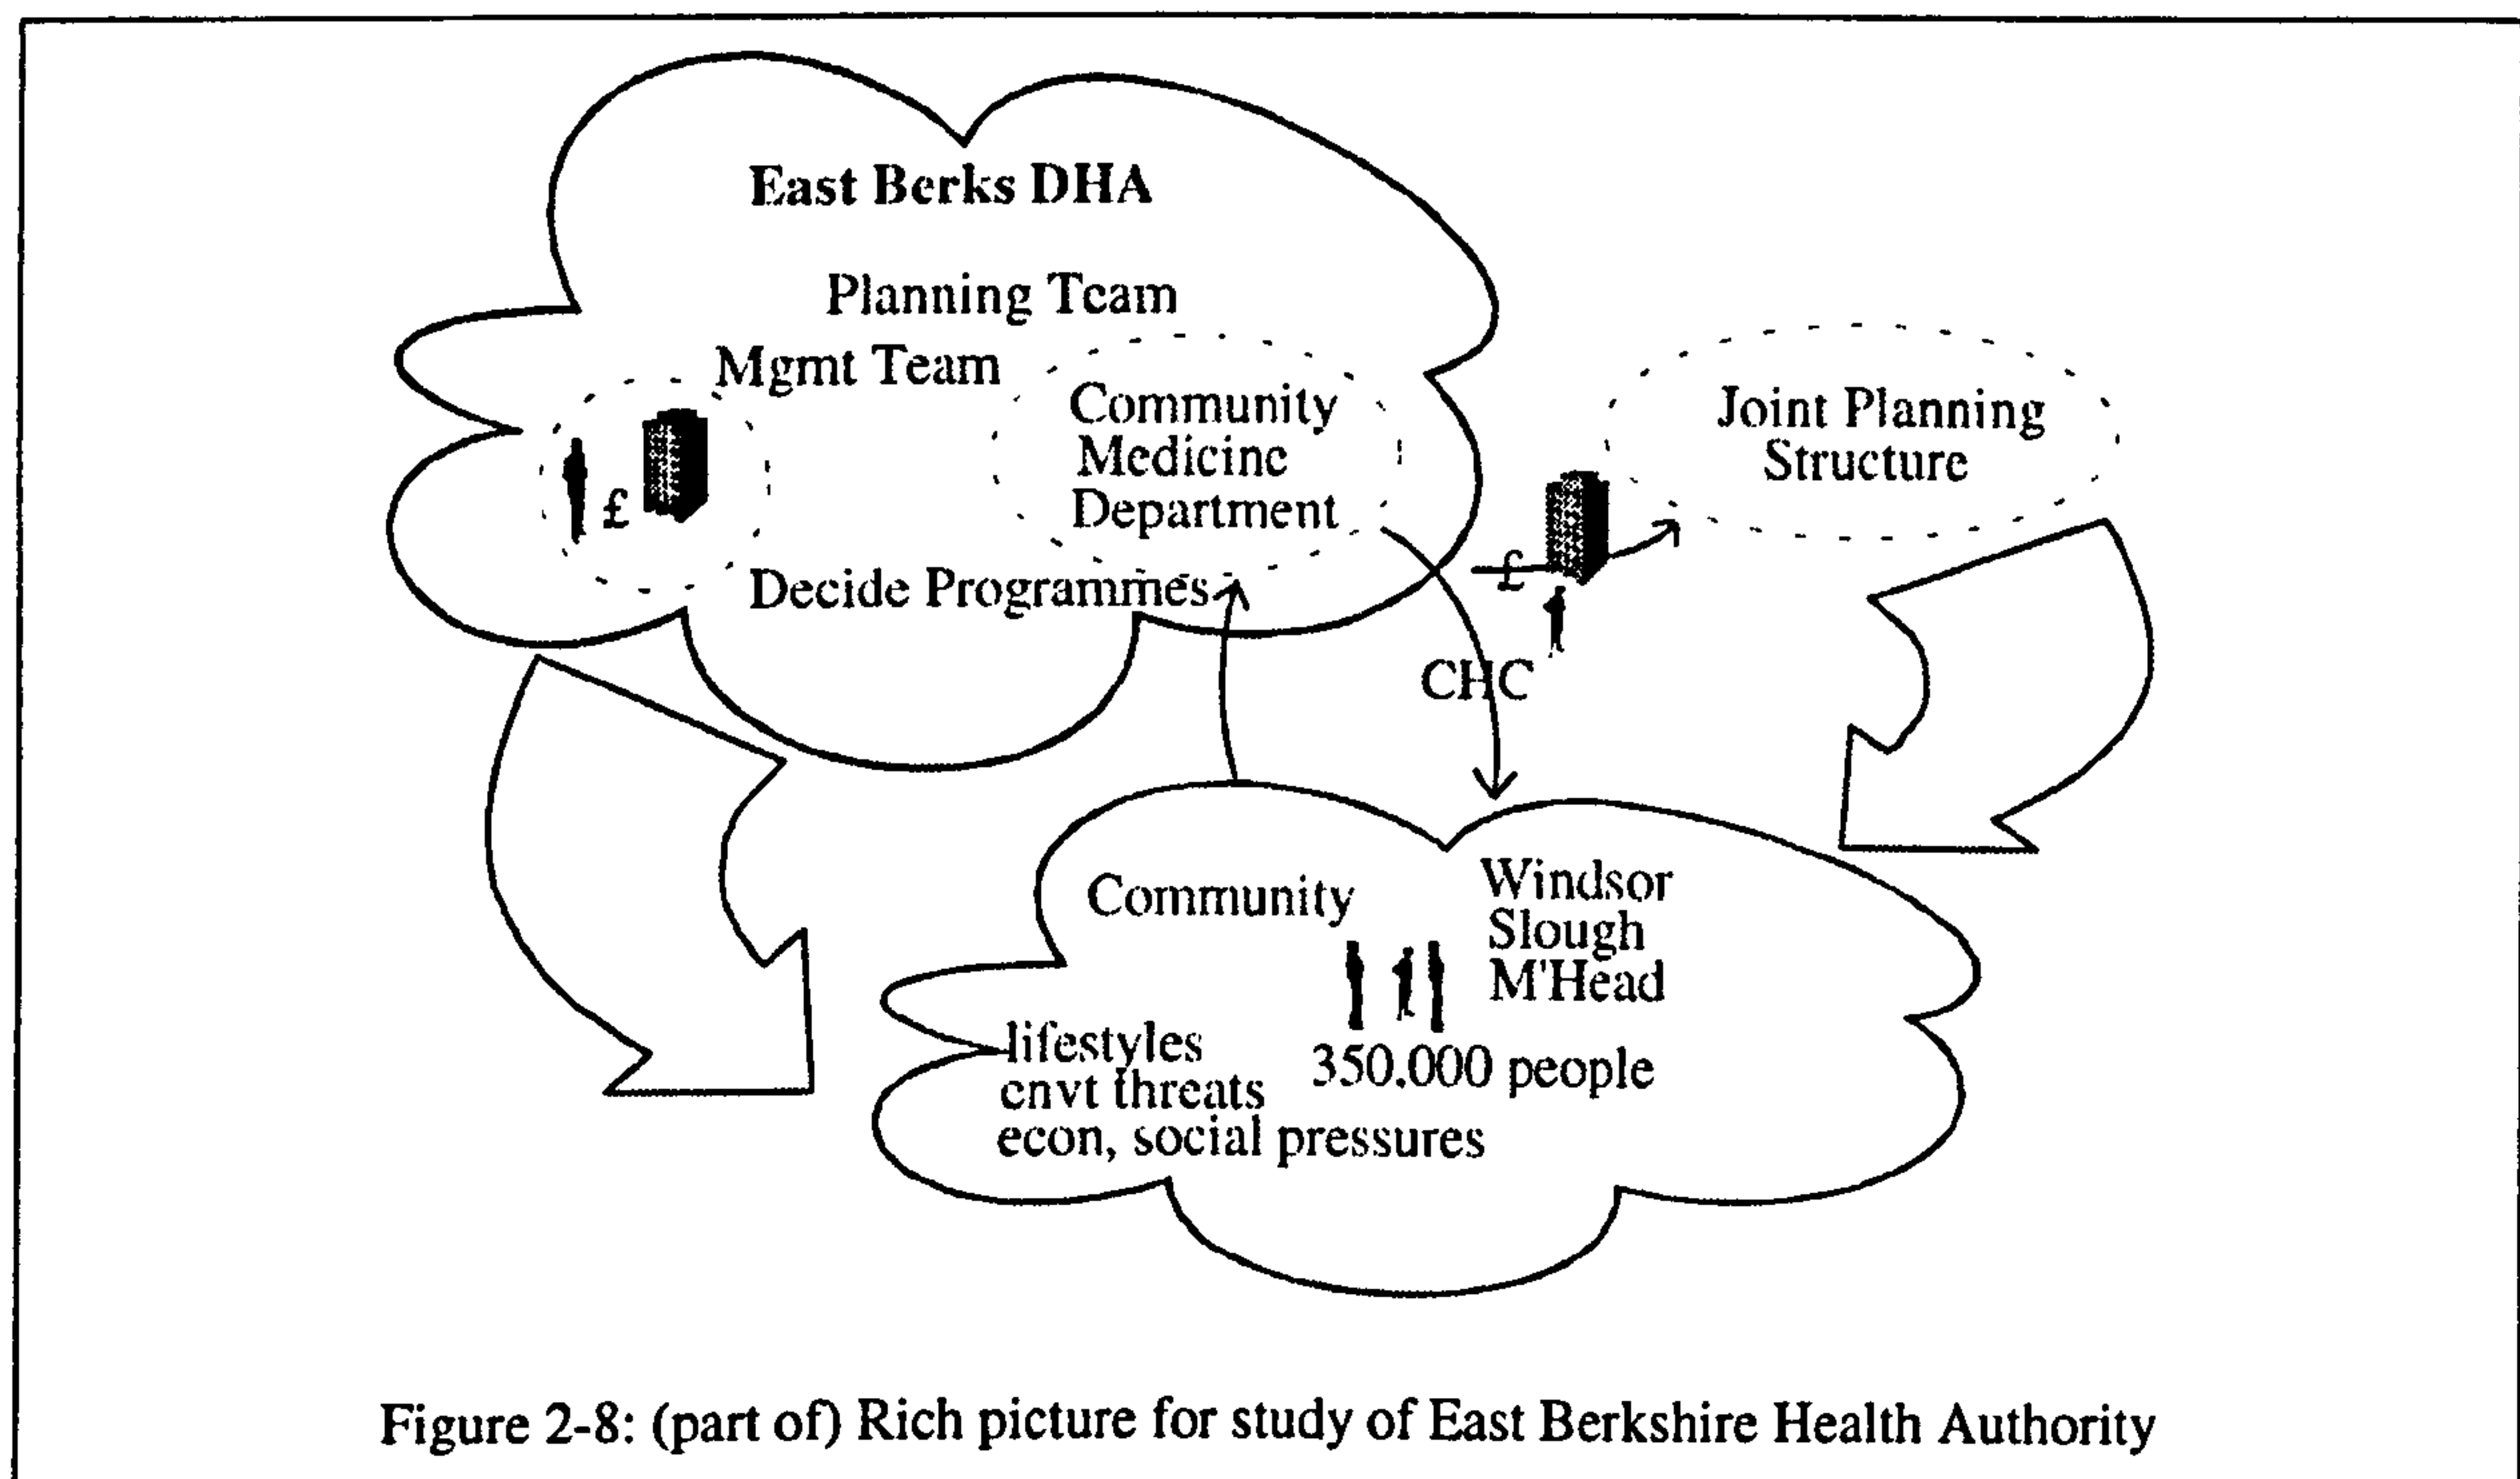 East Berks DHA
Planning Team
Mgmt Team
Community
Medicine
Department
£
Decide Programmes
Joint Planning
Structure
£
CHC
Community
Windsor
Slough
M'Head
lifestyles
envt threats
econ, social pressures
350.000 people
Figure 2-8: (part of) Rich picture for study of East Berkshire Health Authority